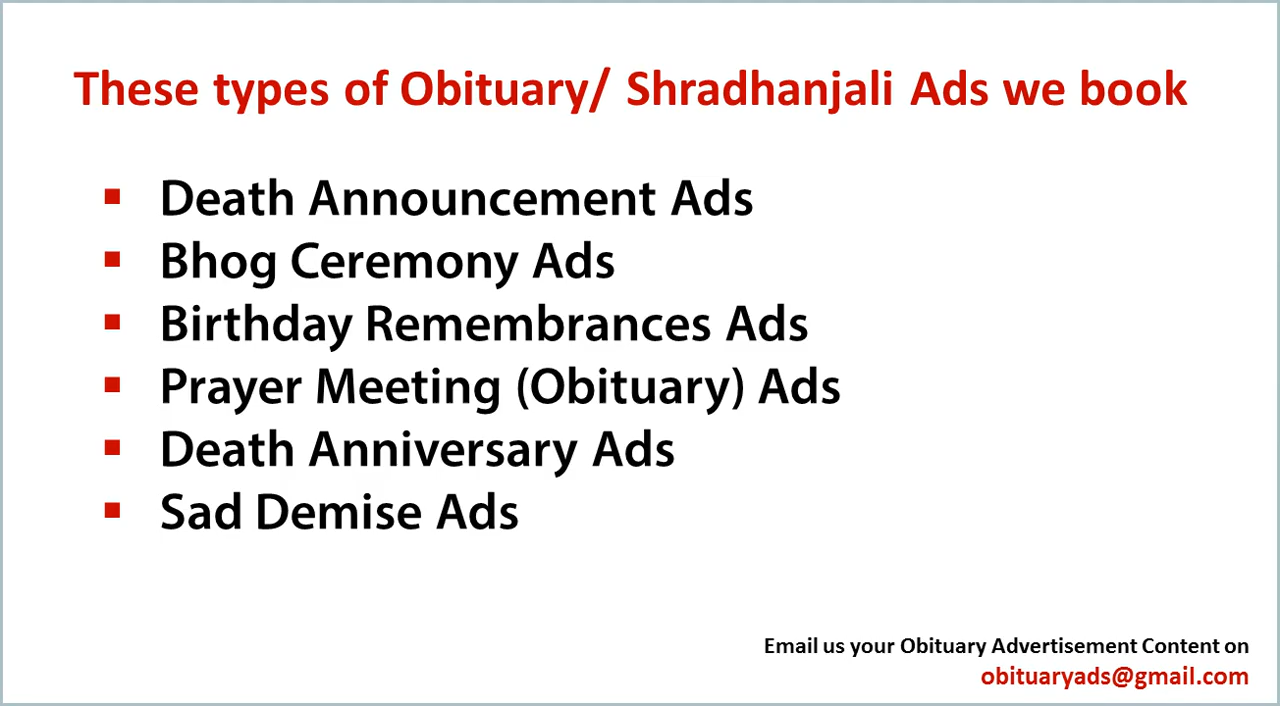 These types of Obituary/ Shradhanjali Ads we book
▪ Death Announcement Ads
▪ Bhog Ceremony Ads
▪ Birthday Remembrances Ads
▪ Prayer Meeting (Obituary) Ads
▪ Death Anniversary Ads
▪ Sad Demise Ads
Email us your Obituary Advertisement Content on
obituaryads@gmail.com